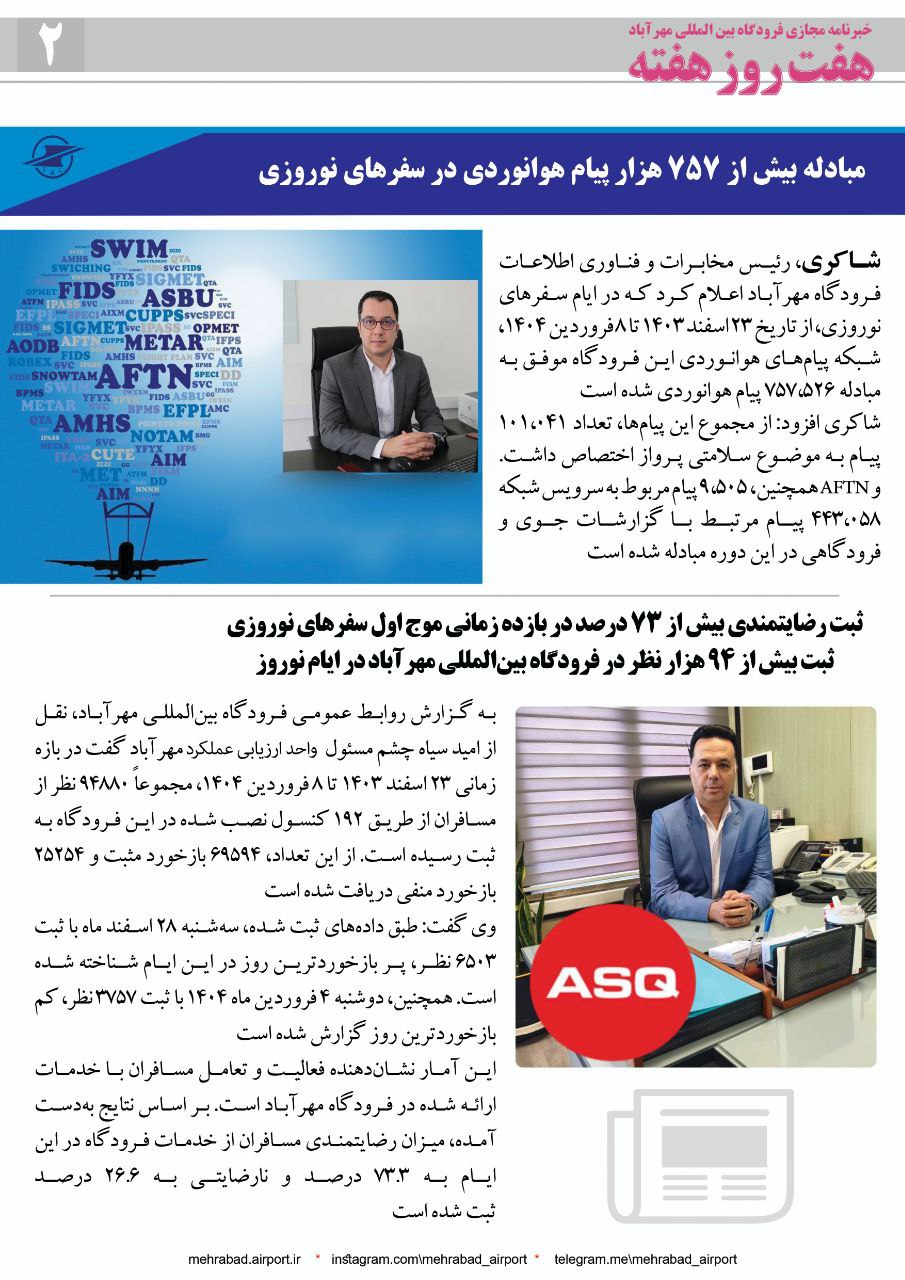 خبرنامه مجازی فرودگاه بین المللی مهرآباد
هفت روز هفته
۲
مبادله بیش از ۷۵۷ هزار پیام هوانوردی در سفرهای نوروزی
شاکری، رئیس مخابرات و فناوری اطلاعات
فرودگاه مهرآباد اعلام کرد که در ایام سفرهای
نوروزی، از تاریخ ۲۳ اسفند ۱۴۰۳ تا ۸ فروردین ۱۴۰۴،
شبکه پیام‌های هوانوردی این فرودگاه موفق به
مبادله ۷۵۷،۵۲۶ پیام هوانوردی شده است
شاکری افزود: از مجموع این پیام‌ها، تعداد ۱۰۱،۰۴۱
پیام به موضوع سلامتی پرواز اختصاص داشت.
و AFTN همچنین، ۹،۵۰۵ پیام مربوط به سرویس شبکه
۴۴۳،۰۵۸ پیام مرتبط با گزارشات جوی و
فرودگاهی در این دوره مبادله شده است
SWIM
AMHS
SWICHING
FIDS
SIGMET
ASBU
CUPPS
EFPL
SIGMET
OPMET
AODB
AFTN
METAR
AIM
ROBEX
SNOWTAM
AFTN
METAR
BPMS
EFPL
AMC
AMHS
NOTAM
ITA-2
CUTE
AIM
MET
AIM
NNNN
ثبت رضایتمندی بیش از ۷۳ درصد در بازده زمانی موج اول سفرهای نوروزی
ثبت بیش از ۹۴ هزار نظر در فرودگاه بین‌المللی مهرآباد در ایام نوروز
به گزارش روابط عمومی فرودگاه بین‌المللی مهرآباد، نقل
از امید سیاه چشم مسئول واحد ارزیابی عملکرد مهرآباد گفت در بازه
زمانی ۲۳ اسفند ۱۴۰۳ تا ۸ فروردین ۱۴۰۴، مجموعاً ۹۴۸۸۰ نظر از
مسافران از طریق ۱۹۲ کنسول نصب شده در این فرودگاه به
ثبت رسیده است. از این تعداد، ۶۹۵۹۴ بازخورد مثبت و ۲۵۲۵۴
بازخورد منفی دریافت شده است
وی گفت: طبق داده‌های ثبت شده، سه‌شنبه ۲۸ اسفند ماه با ثبت
۶۵۰۳ نظر، پر بازخوردترین روز در این ایام شناخته شده
است. همچنین، دوشنبه ۴ فروردین ماه ۱۴۰۴ با ثبت ۳۷۵۷ نظر، کم
بازخوردترین روز گزارش شده است
این آمار نشان‌دهنده فعالیت و تعامل مسافران با خدمات
ارائه شده در فرودگاه مهرآباد است. بر اساس نتایج به‌دست
آمده، میزان رضایتمندی مسافران از خدمات فرودگاه در این
ایام به ۷۳.۳ درصد و نارضایتی به ۲۶.۶ درصد
ثبت شده است
ASQ
mehrabad.airport.ir * instagram.com\mehrabad_airport * telegram.me\mehrabad_airport